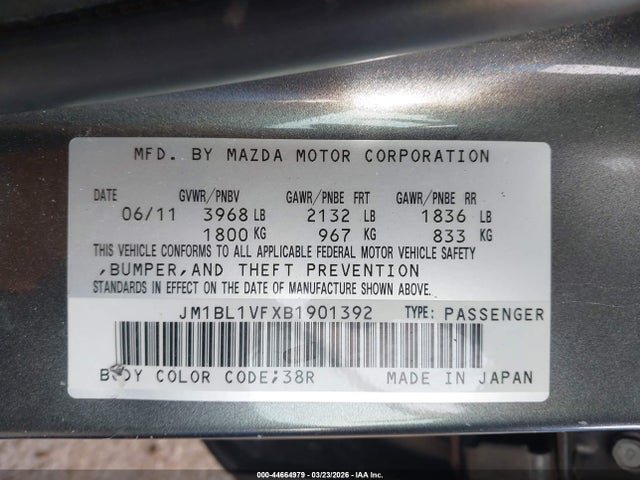 MFD. BY MAZDA MOTOR CORPORATION
DATE GVWR/PNBV GAWR/PNBE FRT GAWR/PNBE RR
06/11 3968 LB 2132 LB 1836 LB
1800 KG 967 KG 833 KG
THIS VEHICLE CONFORMS TO ALL APPLICABLE FEDERAL MOTOR VEHICLE SAFETY
,BUMPER,AND THEFT PREVENTION
STANDARDS IN EFFECT ON THE DATE OF MANUFACTURE SHOWN ABOVE.
JM1BL1VFXB1901392 TYPE: PASSENGER
BODY COLOR CODE;38R MADE IN JAPAN
000-44664979 | 03/23/2026 | IAA Inc.